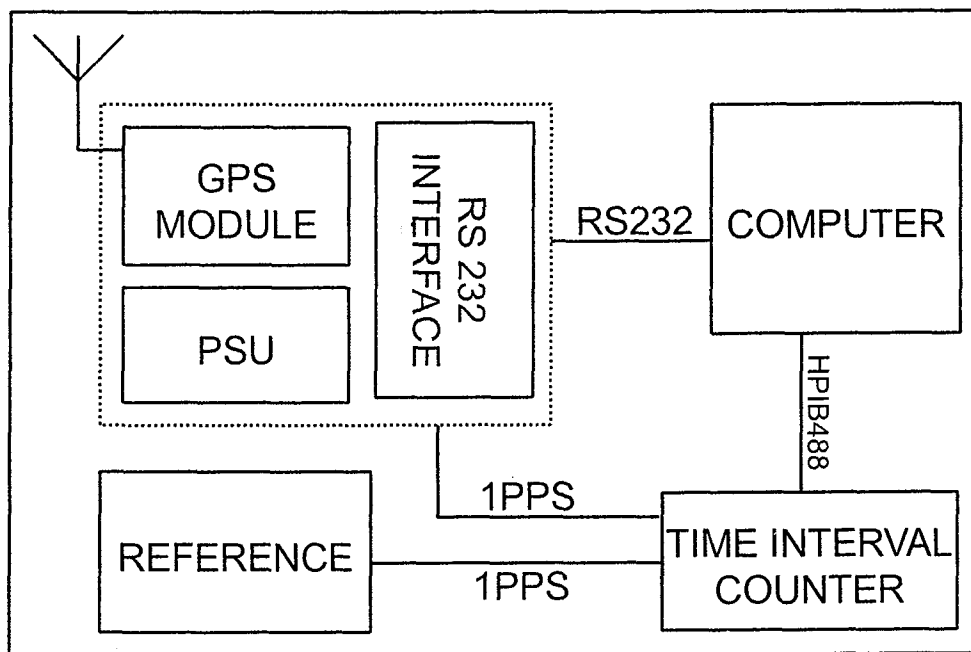 GPS
MODULE
PSU
RS 232
INTERFACE
RS232
COMPUTER
HPIB488
1PPS
REFERENCE
1PPS
TIME INTERVAL
COUNTER